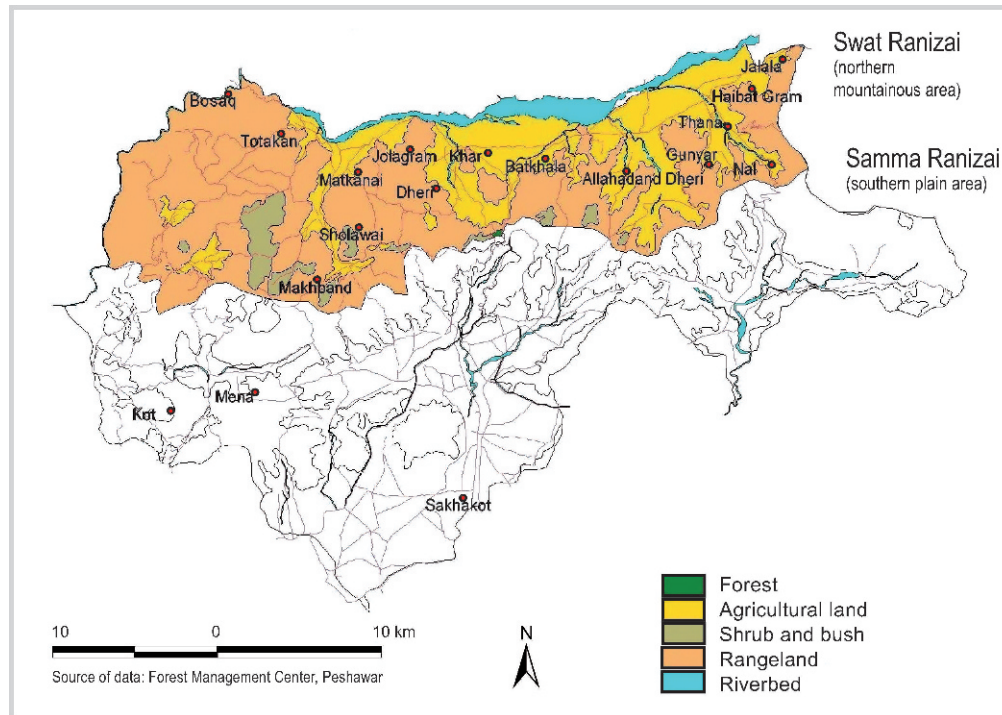 Swat Ranizai
(northern
mountainous area)
Jalala
Bosaq
Haibat Gram
Totakan
Thana
Jolagram
Khar
Batkhala
Gunyar
Nal
Matkanai
Allahadand Dheri
Samma Ranizai
(southern plain area)
Dheri
Sholawai
Makhband
Mena
Kot
Sakhakot
Forest
Agricultural land
Shrub and bush
Rangeland
Riverbed
10 0 10 km
N
Source of data: Forest Management Center, Peshawar